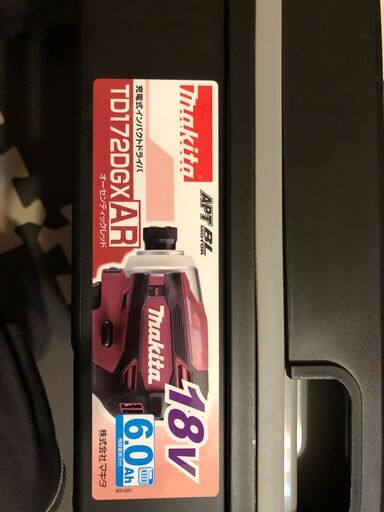 makita
充電式インパクトドライバ
TD172DGXAR
オーセンティックレッド
APT BL
MOTOR
makita
18V
6.0Ah
株式会社マキタ